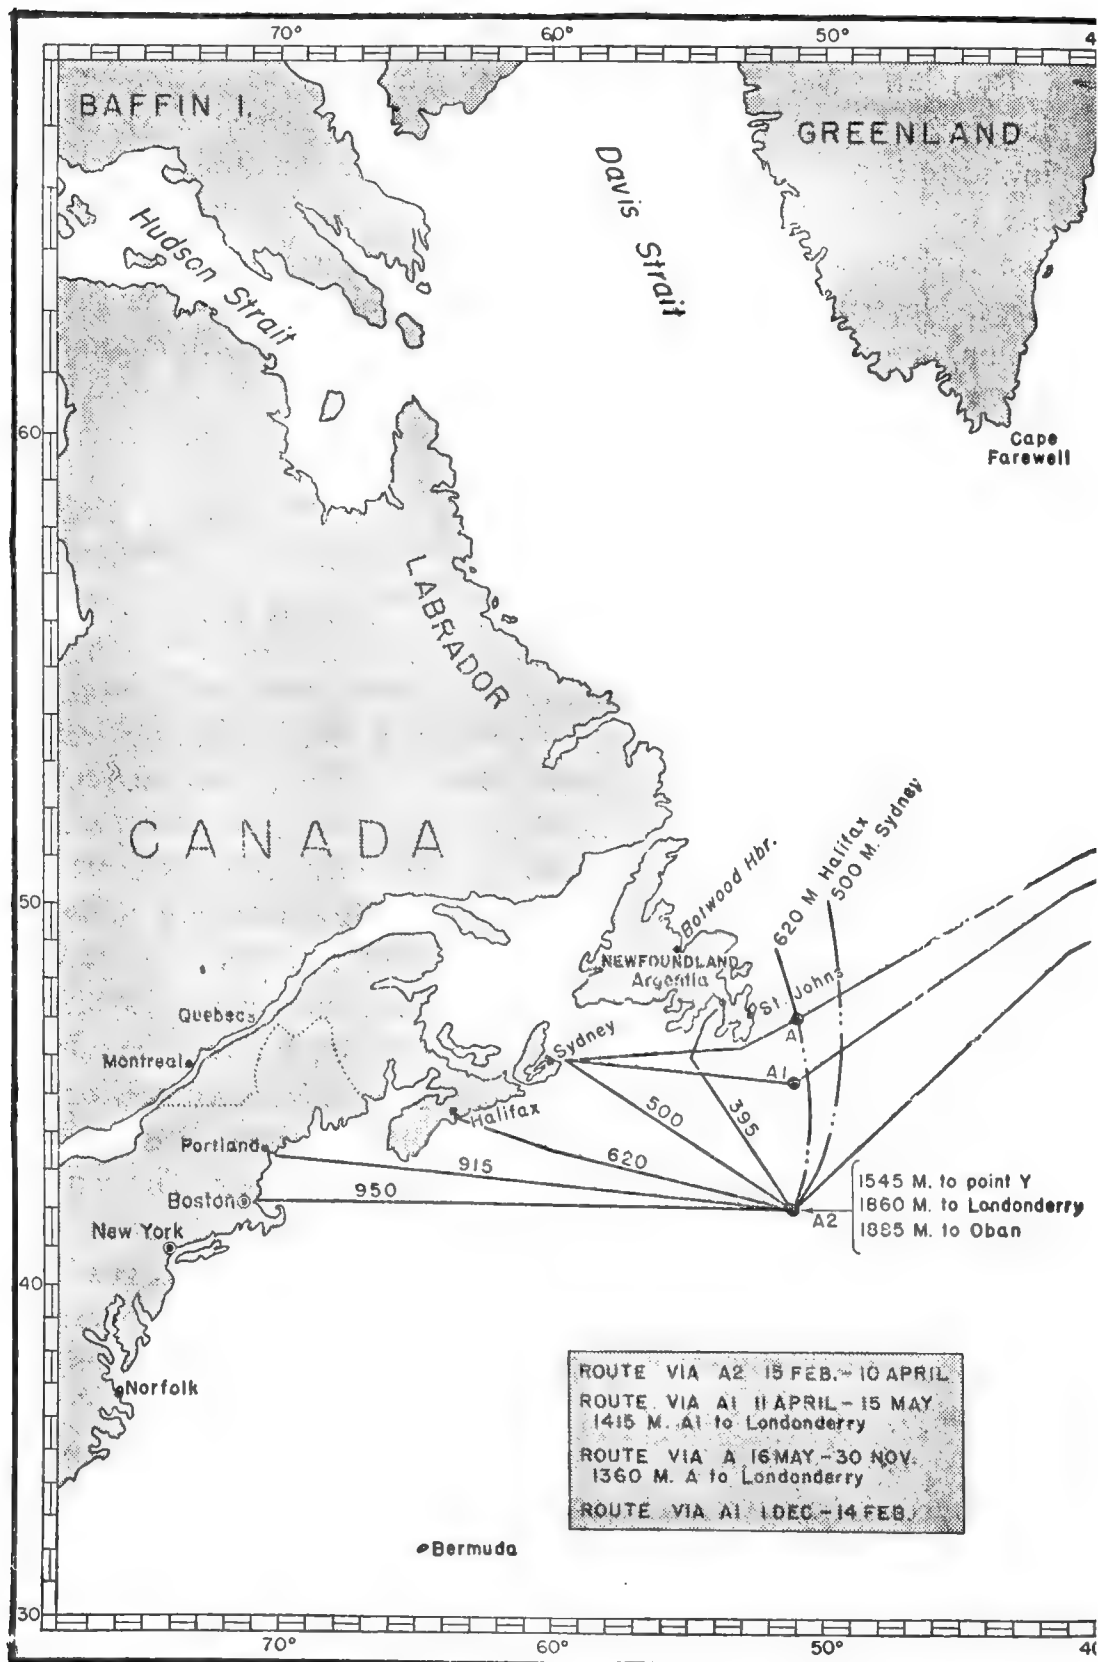 70°
60°
50°
4
BAFFIN I.
GREENLAND
Davis
Strait
Hudson Strait
60
Cape
Farewell
LABRADOR
CANADA
620 M Halifax
500 M. Sydney
50
Botwood Hbr.
NEWFOUNDLAND
Argentia
St. Johns
Quebec
A
Sydney
Montreal
A1
Halifax
500
395
Portland
915
620
Boston
950
1545 M. to point Y
1860 M. to Londonderry
1885 M. to Oban
A2
New York
40
ROUTE VIA A2 15 FEB.-10 APRIL
ROUTE VIA A1 11 APRIL-15 MAY
1415 M. A1 to Londonderry
ROUTE VIA A 16 MAY-30 NOV.
1360 M. A to Londonderry
ROUTE VIA A1 1 DEC-14 FEB.
Norfolk
Bermuda
30
70°
60°
50°
40